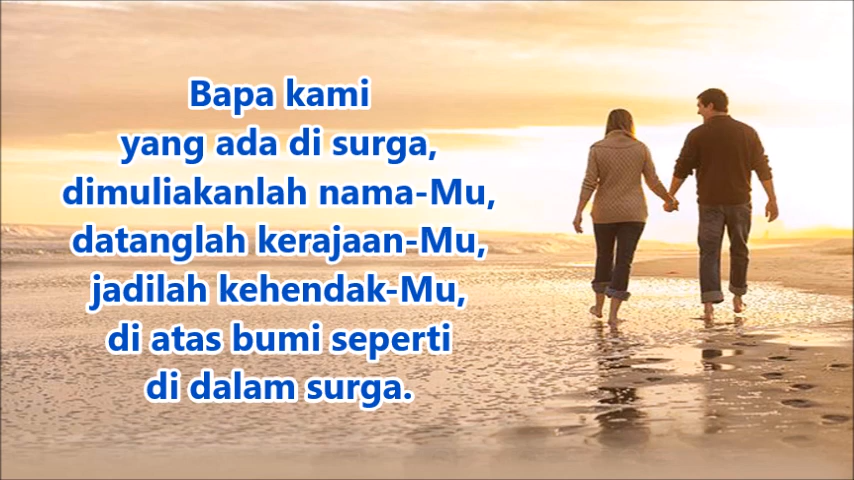 Bapa kami
yang ada di surga,
dimuliakanlah nama-Mu,
datanglah kerajaan-Mu,
jadilah kehendak-Mu,
di atas bumi seperti
di dalam surga.